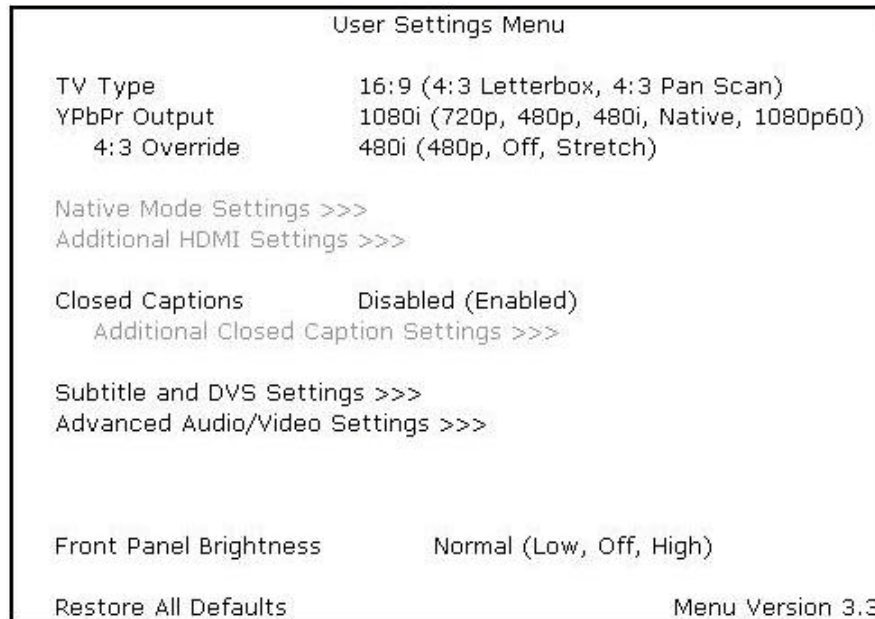 User Settings Menu
TV Type 16:9 (4:3 Letterbox, 4:3 Pan Scan)
YPbPr Output 1080i (720p, 480p, 480i, Native, 1080p60)
4:3 Override 480i (480p, Off, Stretch)
Native Mode Settings >>>
Additional HDMI Settings >>>
Closed Captions Disabled (Enabled)
Additional Closed Caption Settings >>>
Subtitle and DVS Settings >>>
Advanced Audio/Video Settings >>>
Front Panel Brightness Normal (Low, Off, High)
Restore All Defaults Menu Version 3.3